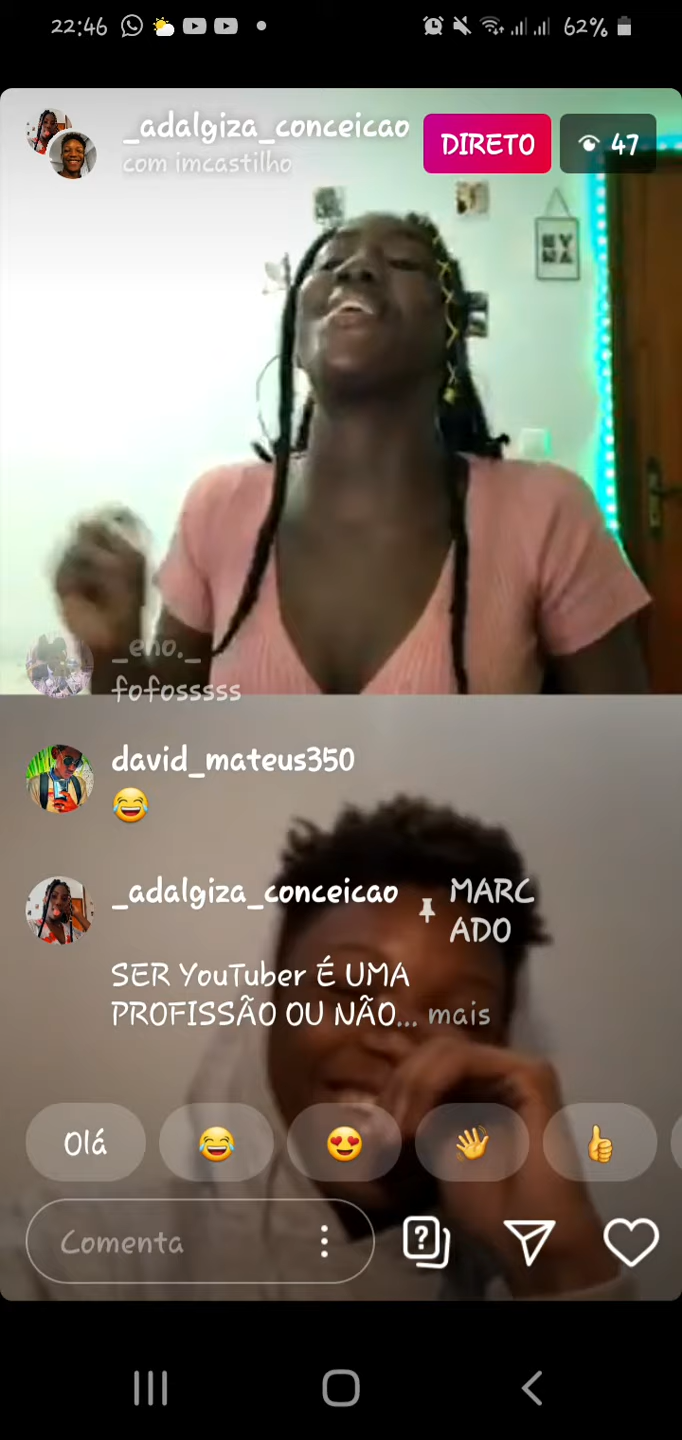 22:46
62%
_adalgiza_conceicao
DIRETO
47
com imcastilho
_eno._
fofosssss
david_mateus350
😂
_adalgiza_conceicao
MARC
ADO
SER YouTuber É UMA
PROFISSÃO OU NÃO... mais
Olá
Comenta